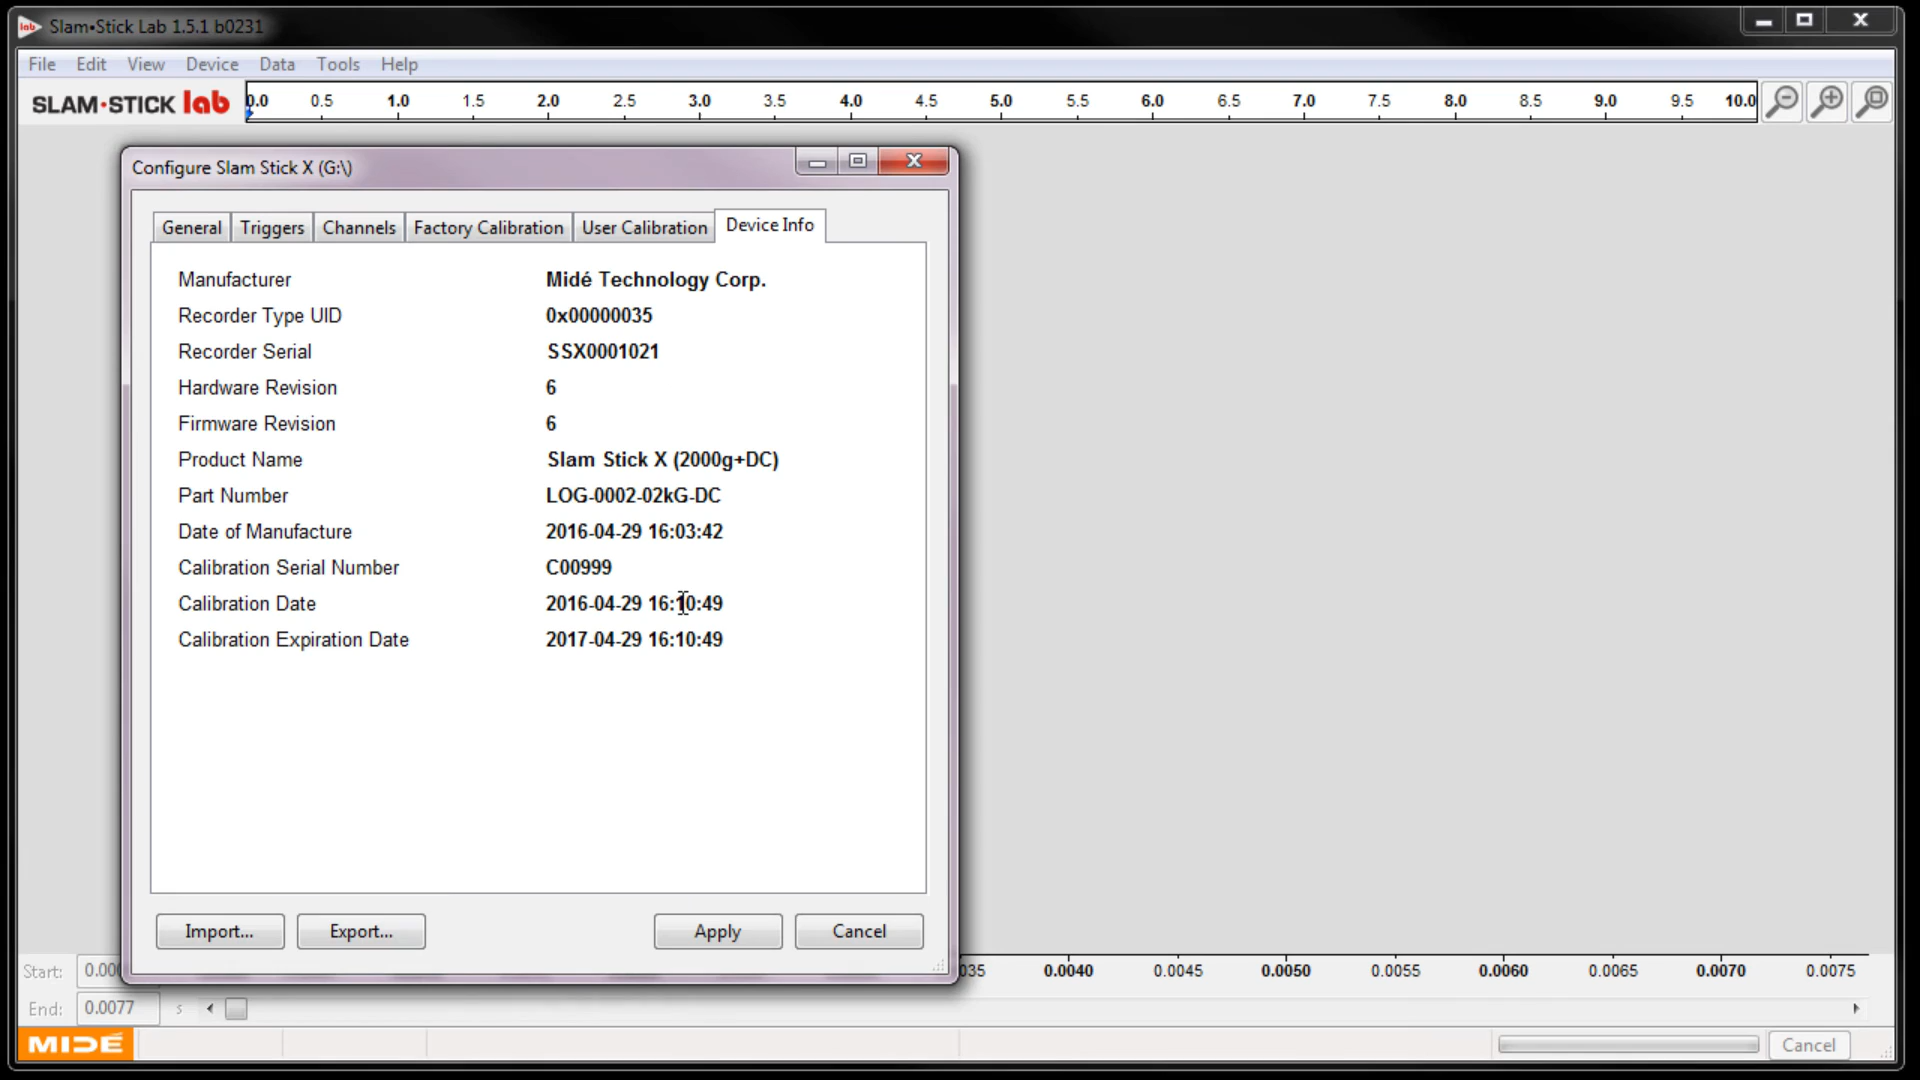 lab Slam•Stick Lab 1.5.1 b0231
File Edit View Device Data Tools Help
SLAM•STICK lab 0.0 0.5 1.0 1.5 2.0 2.5 3.0 3.5 4.0 4.5 5.0 5.5 6.0 6.5 7.0 7.5 8.0 8.5 9.0 9.5 10.0
Configure Slam Stick X (G:\)
General Triggers Channels Factory Calibration User Calibration Device Info
Manufacturer Midé Technology Corp.
Recorder Type UID 0x00000035
Recorder Serial SSX0001021
Hardware Revision 6
Firmware Revision 6
Product Name Slam Stick X (2000g+DC)
Part Number LOG-0002-02kG-DC
Date of Manufacture 2016-04-29 16:03:42
Calibration Serial Number C00999
Calibration Date 2016-04-29 16:10:49
Calibration Expiration Date 2017-04-29 16:10:49
Import... Export... Apply Cancel
Start: 0.00 035 0.0040 0.0045 0.0050 0.0055 0.0060 0.0065 0.0070 0.0075
End: 0.0077 s
MIDÉ Cancel